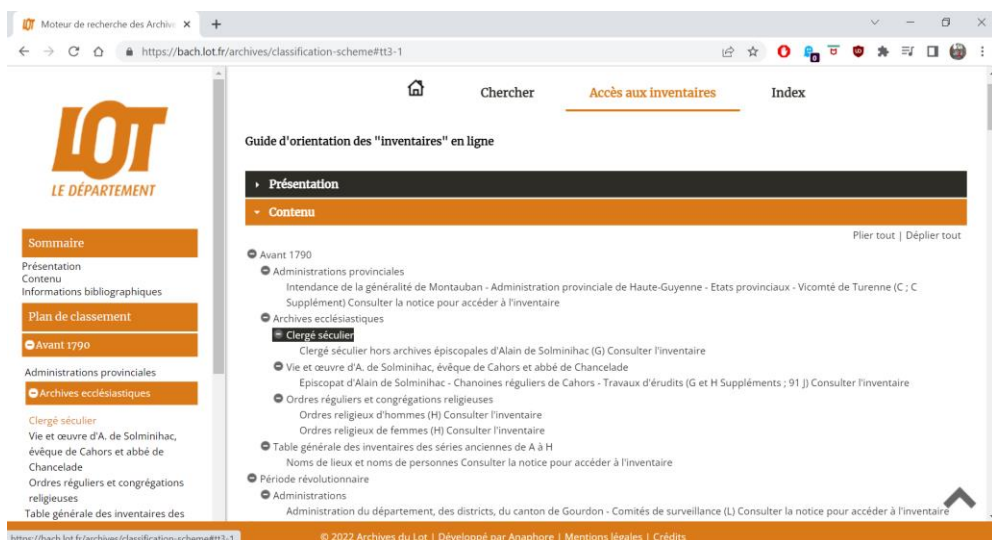 Moteur de recherche des Archiv
https://bach.lot.fr/archives/classification-scheme#tt3-1
LOT
LE DÉPARTEMENT
Sommaire
Présentation
Contenu
Informations bibliographiques
Plan de classement
Avant 1790
Administrations provinciales
Archives ecclésiastiques
Clergé séculier
Vie et œuvre d'A. de Solminihac,
évêque de Cahors et abbé de
Chancelade
Ordres réguliers et congrégations
religieuses
Table générale des inventaires des
Chercher
Accès aux inventaires
Index
Guide d'orientation des "inventaires" en ligne
Présentation
Contenu
Plier tout | Déplier tout
Avant 1790
Administrations provinciales
Intendance de la généralité de Montauban - Administration provinciale de Haute-Guyenne - Etats provinciaux - Vicomté de Turenne (C ; C
Supplément) Consulter la notice pour accéder à l'inventaire
Archives ecclésiastiques
Clergé séculier
Clergé séculier hors archives épiscopales d'Alain de Solminihac (G) Consulter l'inventaire
Vie et œuvre d'A. de Solminihac, évêque de Cahors et abbé de Chancelade
Episcopat d'Alain de Solminihac - Chanoines réguliers de Cahors - Travaux d'érudits (G et H Suppléments ; 91 J) Consulter l'inventaire
Ordres réguliers et congrégations religieuses
Ordres religieux d'hommes (H) Consulter l'inventaire
Ordres religieux de femmes (H) Consulter l'inventaire
Table générale des inventaires des séries anciennes de A à H
Noms de lieux et noms de personnes Consulter la notice pour accéder à l'inventaire
Période révolutionnaire
Administrations
Administration du département, des districts, du canton de Gourdon - Comités de surveillance (L) Consulter la notice pour accéder à l'inventaire
https://bach.lot.fr/archives/classification-scheme#tt3-1
© 2022 Archives du Lot | Développé par Anaphore | Mentions légales | Crédits